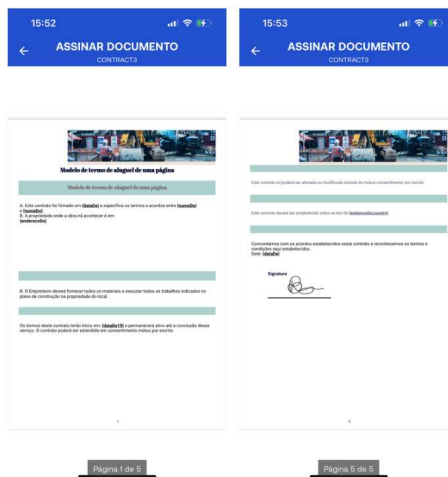 15:52
ASSINAR DOCUMENTO
CONTRACT3
Modelo de termo de aluguel de uma página
Modelo de termo de aluguel de uma página
A. Este contrato foi firmado em {dataDe} e especifica os termos e acordos entre {nomeDo}
e {nomeDo}
B. A propriedade onde a obra irá acontecer é em:
{enderecoDo}
B. O Empreiteiro deverá fornecer todos os materiais e executar todos os trabalhos indicados no
plano de construção na propriedade do local.
Os termos deste contrato terão início em: {dataDe19} e permanecerá ativo até a conclusão desse
serviço. O contrato poderá ser estendido em consentimento mútuo por escrito.
1
Página 1 de 5
15:53
ASSINAR DOCUMENTO
CONTRACT3
Este contrato só poderá ser alterado ou modificado através de mútuo consentimento por escrito.
Este contrato deverá ser estabelecido sobre as leis do
Concordamos com os acordos estabelecidos neste contrato e reconhecemos os termos e
condições aqui estabelecidos.
Date: {dataDe}
Signature
Página 5 de 5